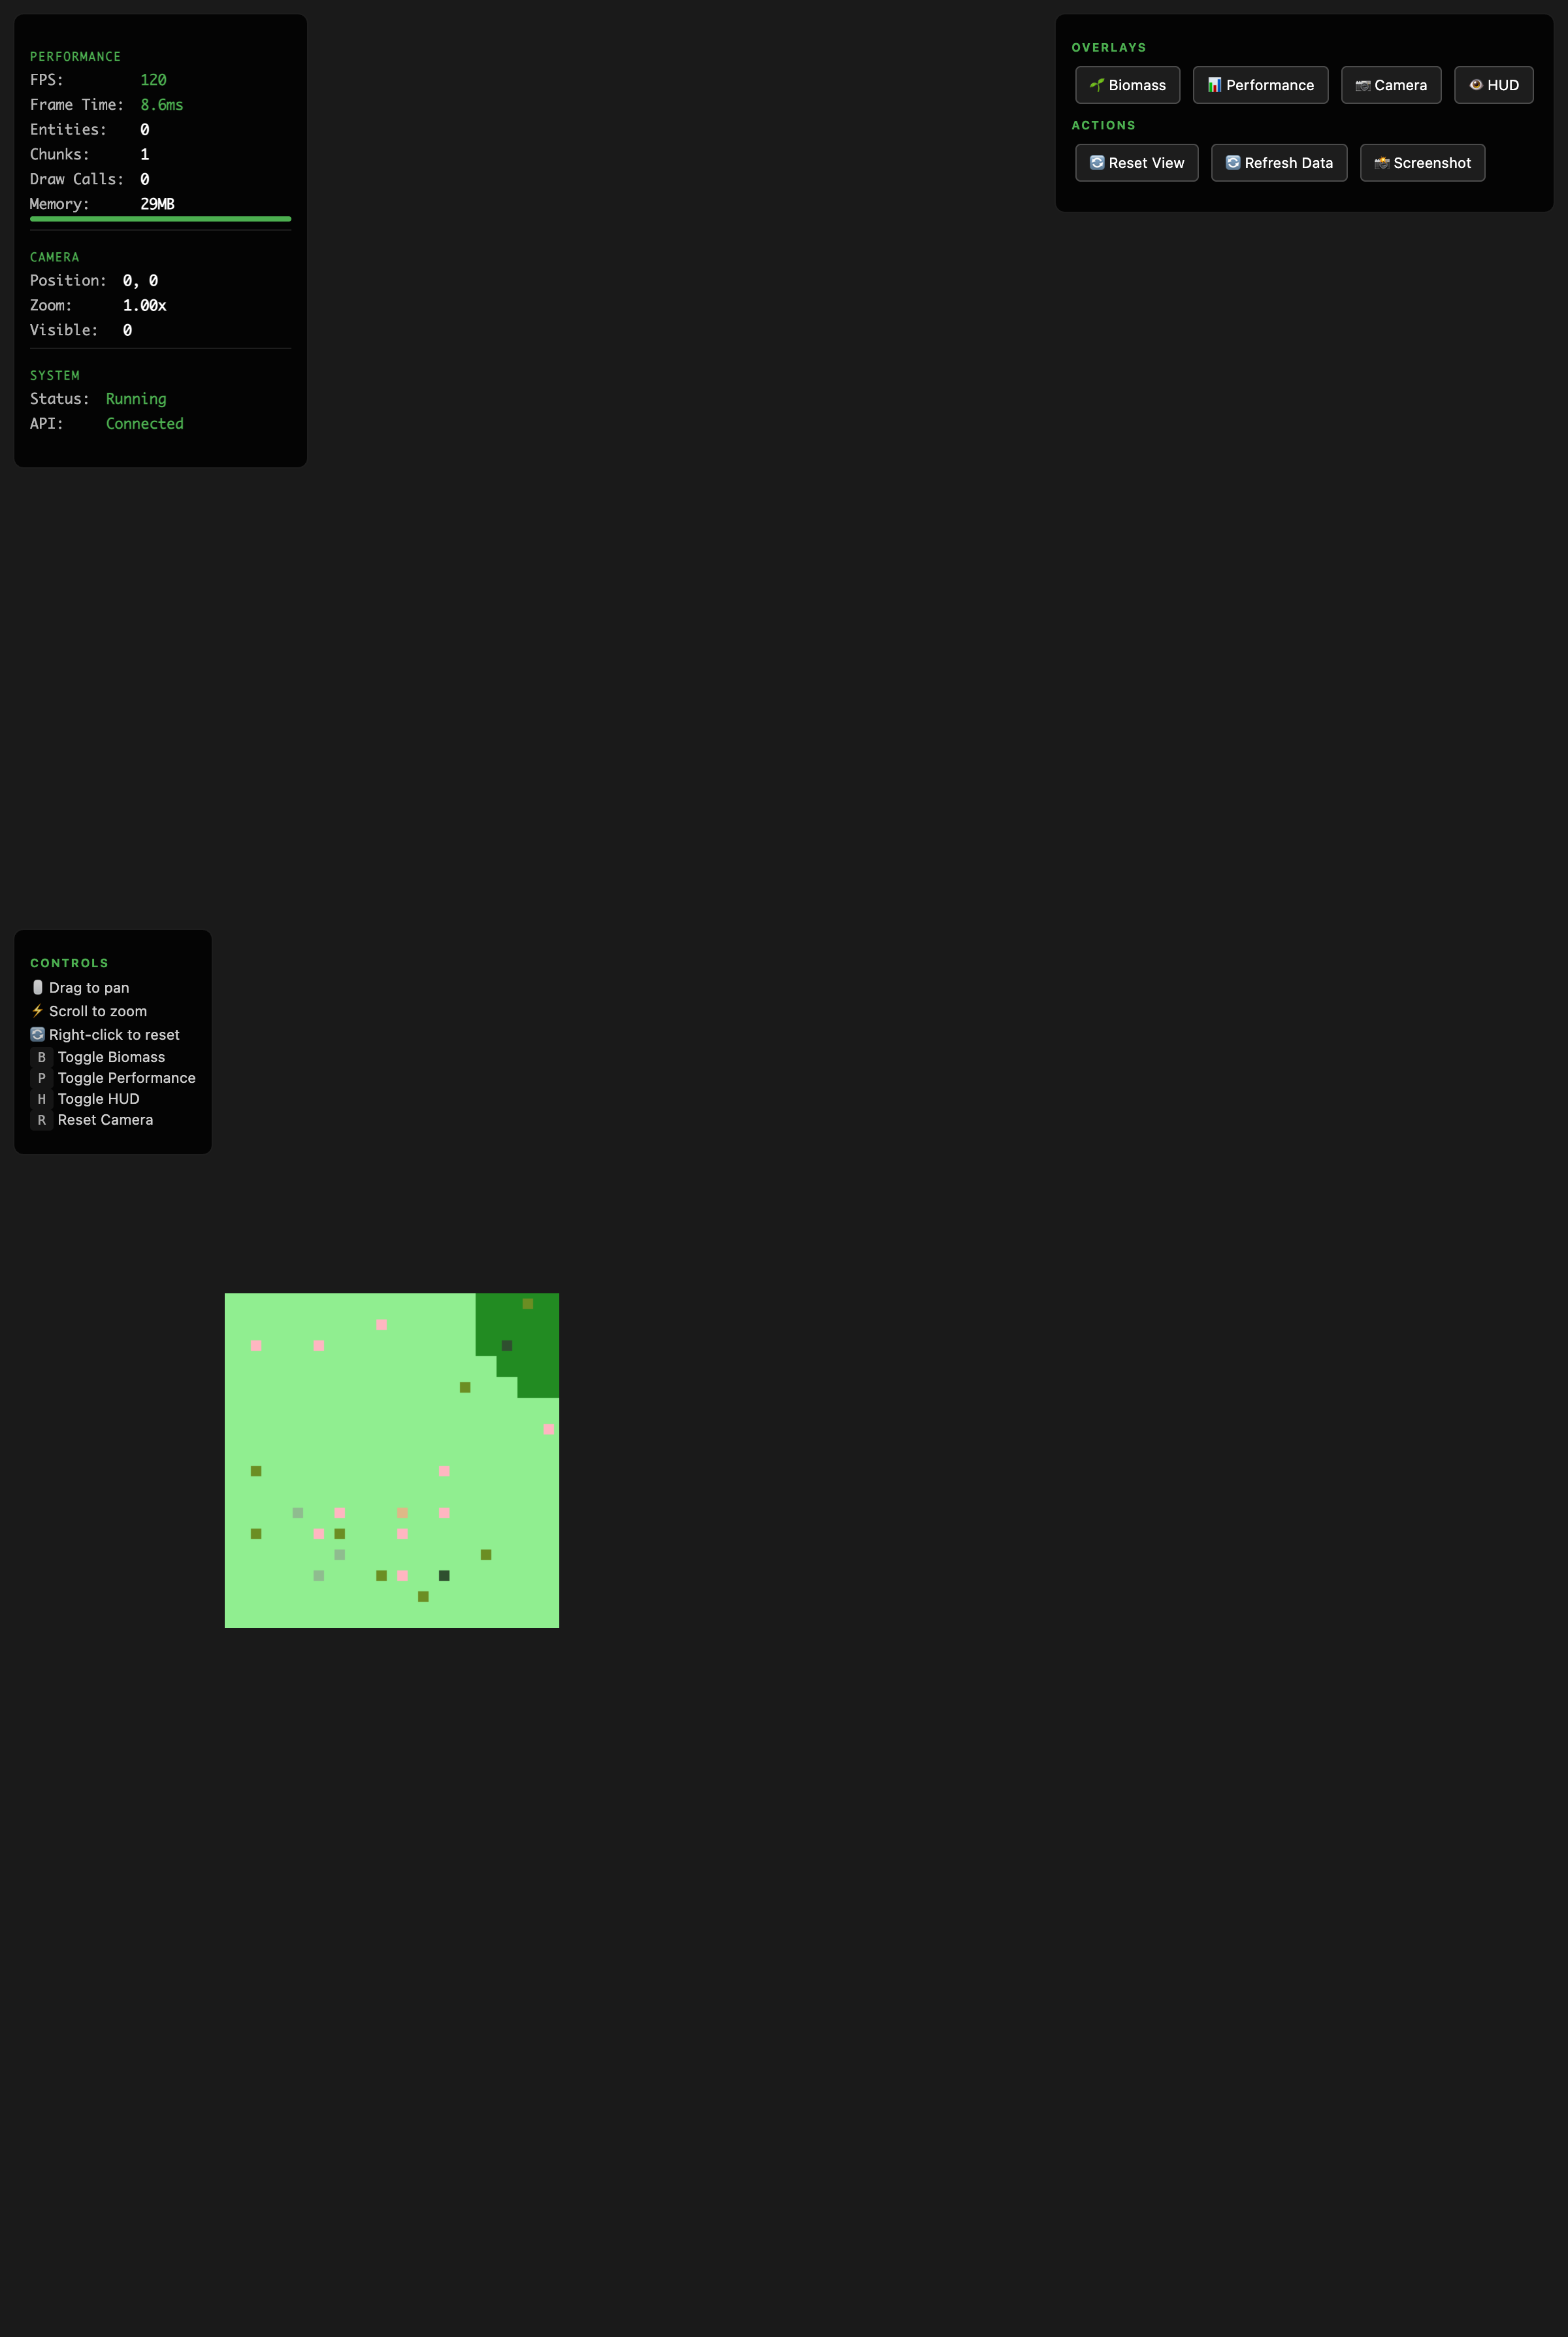 PERFORMANCE
FPS: 120
Frame Time: 8.6ms
Entities: 0
Chunks: 1
Draw Calls: 0
Memory: 29MB
CAMERA
Position: 0, 0
Zoom: 1.00x
Visible: 0
SYSTEM
Status: Running
API: Connected
OVERLAYS
Biomass Performance Camera HUD
ACTIONS
Reset View Refresh Data Screenshot
CONTROLS
Drag to pan
Scroll to zoom
Right-click to reset
B Toggle Biomass
P Toggle Performance
H Toggle HUD
R Reset Camera